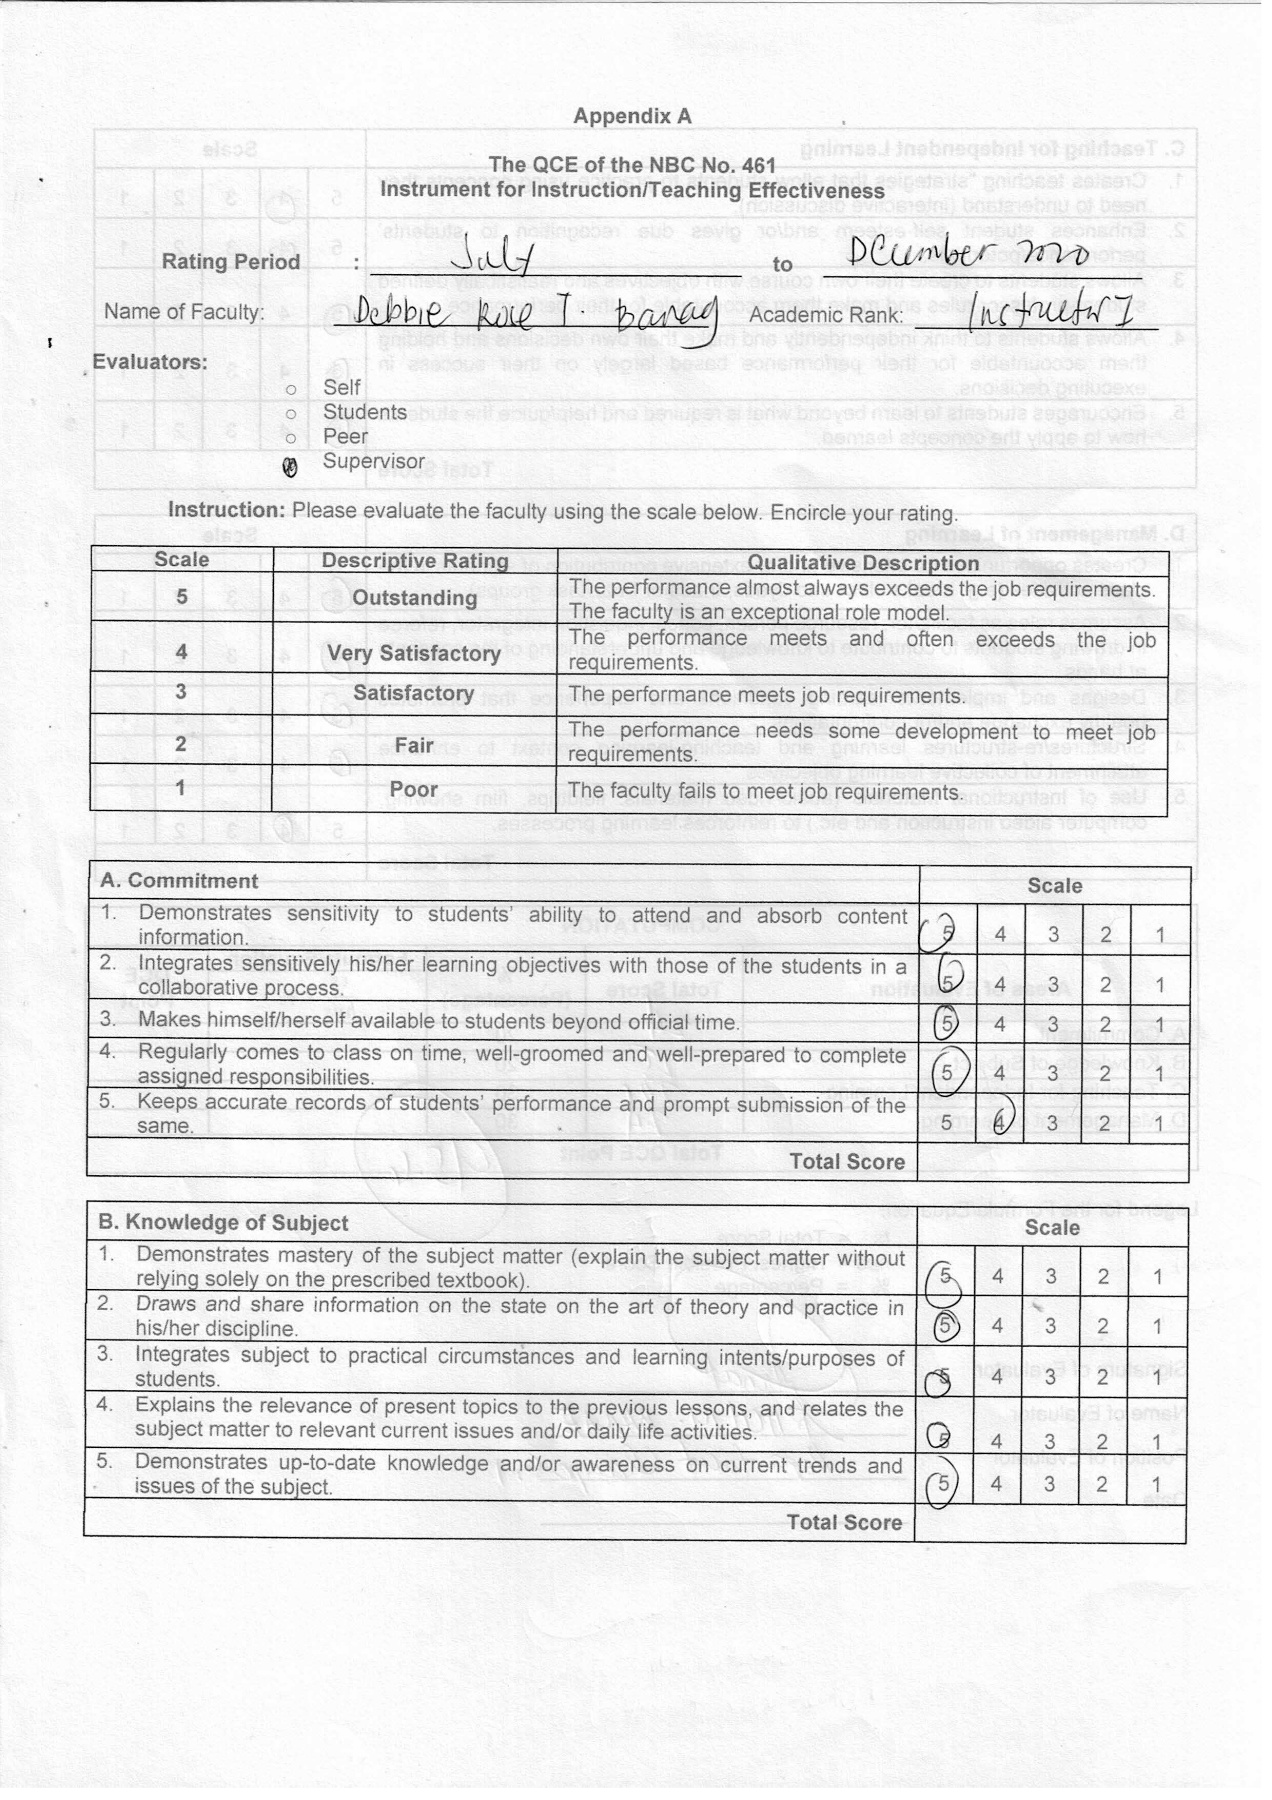 Appendix A
The QCE of the NBC No. 461
Instrument for Instruction/Teaching Effectiveness
Rating Period : July to December 2020
Name of Faculty: Debbie Rose T. Banag Academic Rank: Instructor I
Evaluators:
○ Self
○ Students
○ Peer
Supervisor
Instruction: Please evaluate the faculty using the scale below. Encircle your rating.
Scale Descriptive Rating Qualitative Description
5 Outstanding The performance almost always exceeds the job requirements.
The faculty is an exceptional role model.
4 Very Satisfactory The performance meets and often exceeds the job
requirements.
3 Satisfactory The performance meets job requirements.
2 Fair The performance needs some development to meet job
requirements.
1 Poor The faculty fails to meet job requirements.
A. Commitment Scale
1. Demonstrates sensitivity to students' ability to attend and absorb content
information. 5 4 3 2 1
2. Integrates sensitively his/her learning objectives with those of the students in a
collaborative process. 5 4 3 2 1
3. Makes himself/herself available to students beyond official time. 5 4 3 2 1
4. Regularly comes to class on time, well-groomed and well-prepared to complete
assigned responsibilities. 5 4 3 2 1
5. Keeps accurate records of students' performance and prompt submission of the
same. 5 4 3 2 1
Total Score
B. Knowledge of Subject Scale
1. Demonstrates mastery of the subject matter (explain the subject matter without
relying solely on the prescribed textbook). 5 4 3 2 1
2. Draws and share information on the state on the art of theory and practice in
his/her discipline. 5 4 3 2 1
3. Integrates subject to practical circumstances and learning intents/purposes of
students. 5 4 3 2 1
4. Explains the relevance of present topics to the previous lessons, and relates the
subject matter to relevant current issues and/or daily life activities. 5 4 3 2 1
5. Demonstrates up-to-date knowledge and/or awareness on current trends and
issues of the subject. 5 4 3 2 1
Total Score